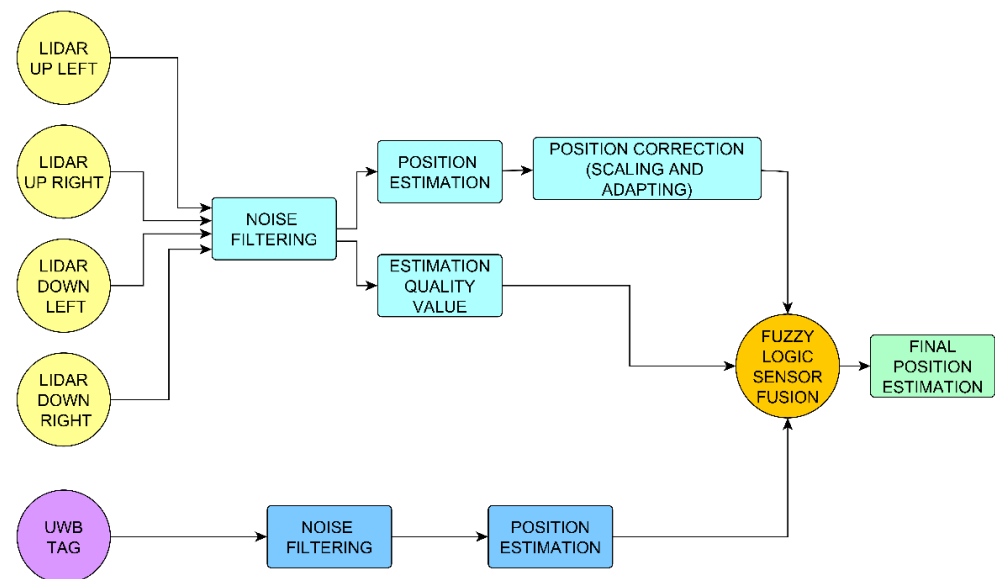 LIDAR
UP LEFT
LIDAR
UP RIGHT
LIDAR
DOWN
LEFT
LIDAR
DOWN
RIGHT
UWB
TAG
NOISE
FILTERING
POSITION
ESTIMATION
POSITION CORRECTION
(SCALING AND
ADAPTING)
ESTIMATION
QUALITY
VALUE
NOISE
FILTERING
POSITION
ESTIMATION
FUZZY
LOGIC
SENSOR
FUSION
FINAL
POSITION
ESTIMATION